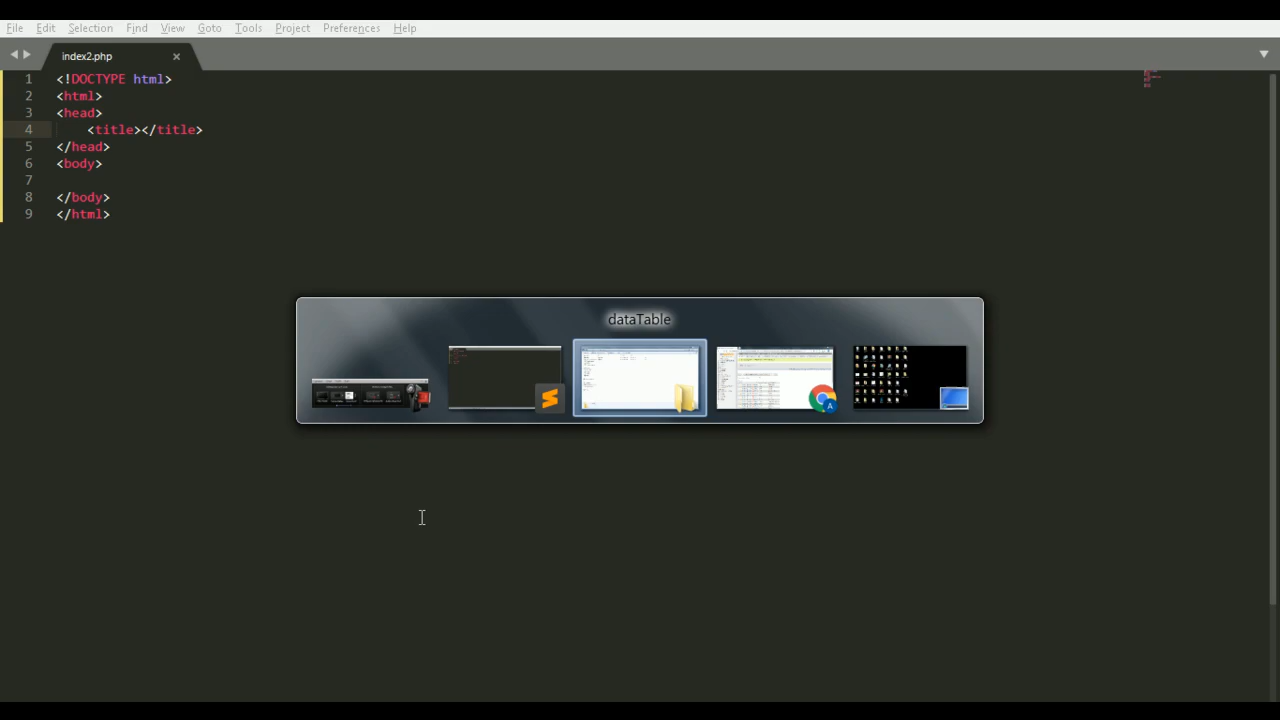 File Edit Selection Find View Goto Tools Project Preferences Help
index2.php
1 <!DOCTYPE html>
2 <html>
3 <head>
4     <title></title>
5 </head>
6 <body>
7
8 </body>
9 </html>
dataTable
A